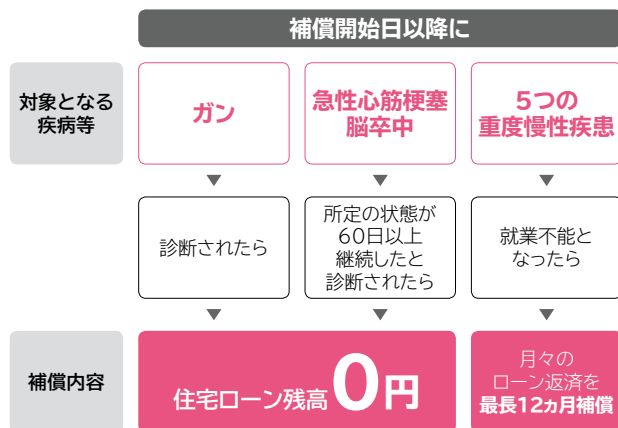 補償開始日以降に
対象となる
疾病等
ガン
急性心筋梗塞
脳卒中
5つの
重度慢性疾患
▼
▼
▼
診断されたら
所定の状態が
60日以上
継続したと
診断されたら
就業不能と
なったら
▼
▼
▼
補償内容
住宅ローン残高0円
月々の
ローン返済を
最長12ヵ月補償